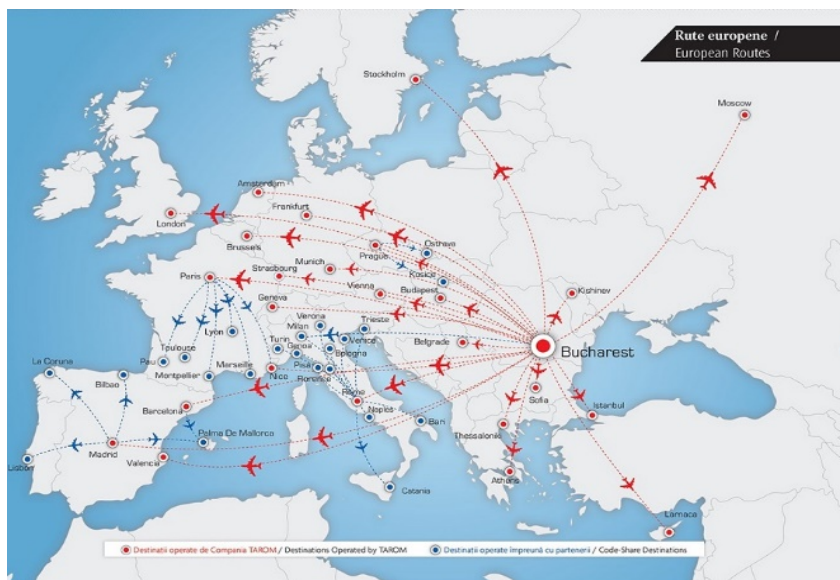 Rute europene /
European Routes
Stockholm
Moscow
Amsterdam
Frankfurt
London
Brussels
Prague
Ostrava
Paris
Strasbourg
Munich
Kosice
Vienna
Budapest
Kishinev
Geneva
Verona
Trieste
Milan
Lyon
Turin
Genoa
Venice
Belgrade
Bucharest
Toulouse
Bologna
La Coruna
Pau
Pisa
Bilbao
Montpellier
Marseille
Nice
Florence
Sofia
Rome
Barcelona
Naples
Istanbul
Bari
Thessalonic
Palma De Mallorca
Madrid
Lisbon
Valencia
Athens
Catania
Larnaca
Destinații operate de Compania TAROM / Destinations Operated by TAROM
Destinații operate împreună cu partenerii / Code-Share Destinations